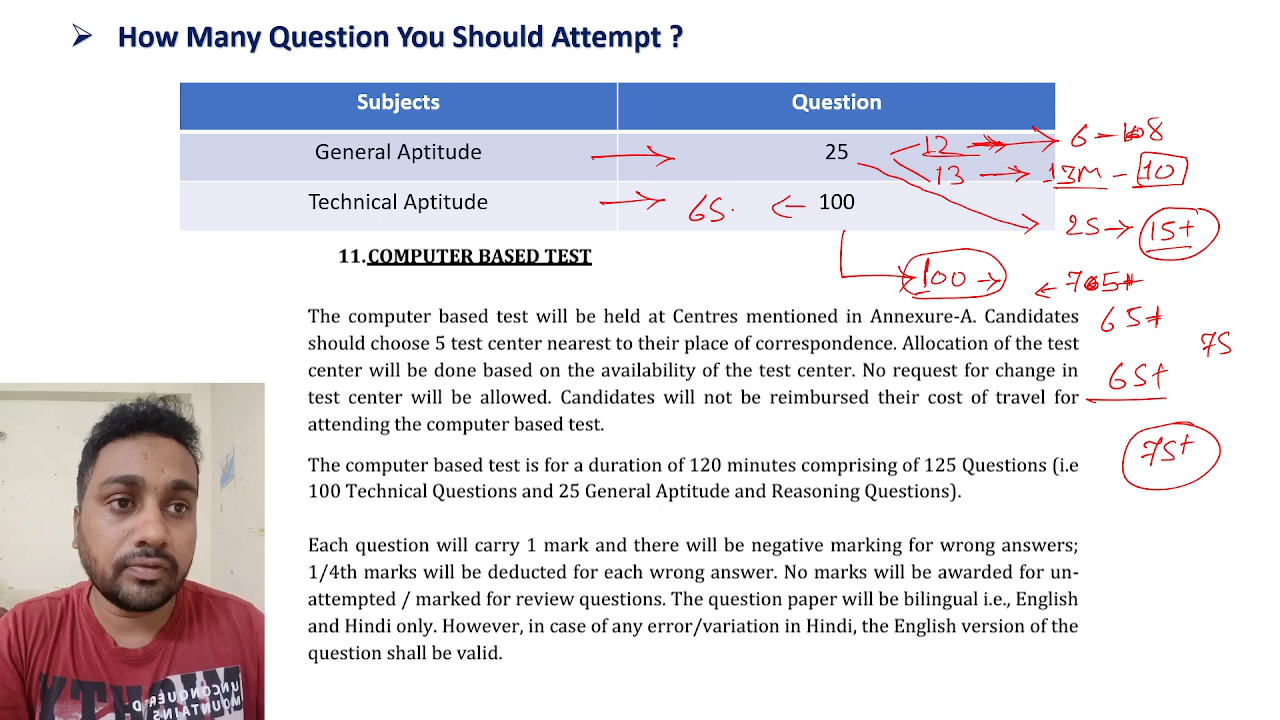 How Many Question You Should Attempt ?
Subjects Question
General Aptitude 25
12 6 - 8
13 13M - 10
Technical Aptitude 65. 100
25 15+
100 75+
65+
75
65+
75+
11. COMPUTER BASED TEST
The computer based test will be held at Centres mentioned in Annexure-A. Candidates
should choose 5 test center nearest to their place of correspondence. Allocation of the test
center will be done based on the availability of the test center. No request for change in
test center will be allowed. Candidates will not be reimbursed their cost of travel for
attending the computer based test.
The computer based test is for a duration of 120 minutes comprising of 125 Questions (i.e
100 Technical Questions and 25 General Aptitude and Reasoning Questions).
Each question will carry 1 mark and there will be negative marking for wrong answers;
1/4th marks will be deducted for each wrong answer. No marks will be awarded for un-
attempted / marked for review questions. The question paper will be bilingual i.e., English
and Hindi only. However, in case of any error/variation in Hindi, the English version of the
question shall be valid.
UNCONQUERED
MOUNTAINS